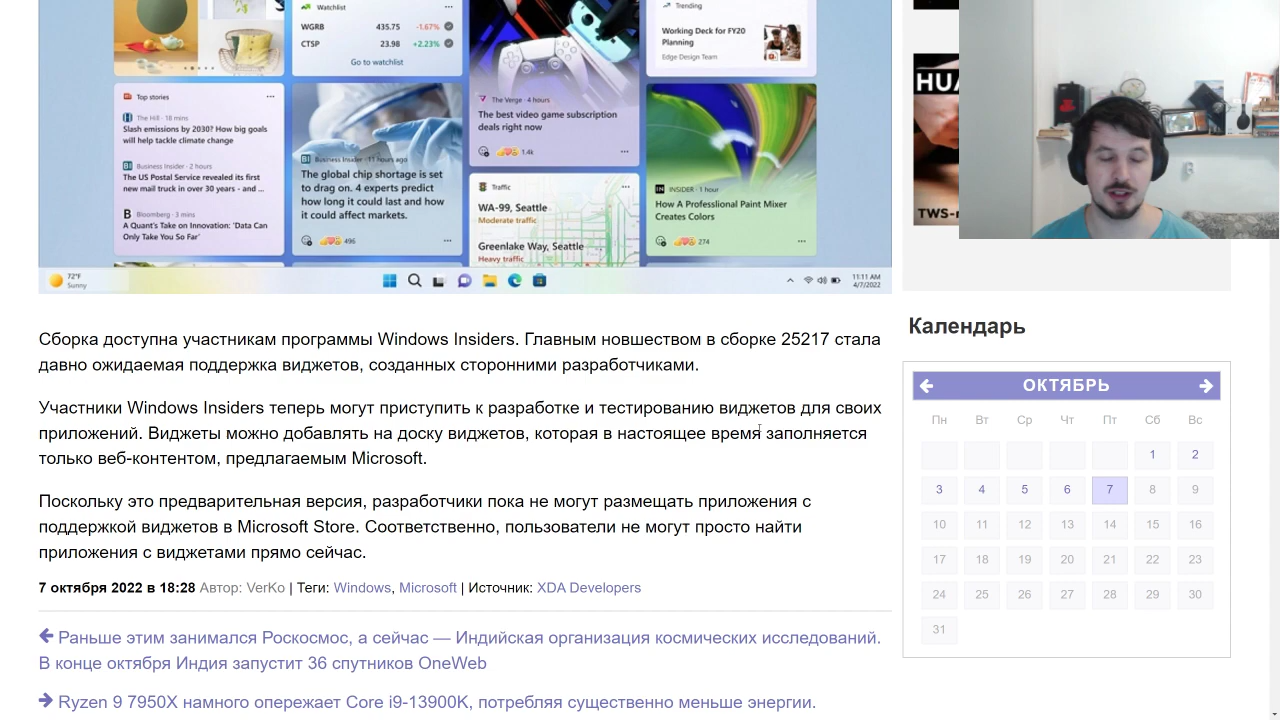 Watchlist
WGRB 435.75 -1.67%
CTSP 23.98 +2.23%
Go to watchlist
Trending
Working Deck for FY20
Planning
Edge Design Team
Top stories
The Hill · 18 mins
Slash emissions by 2030? How big goals
will help tackle climate change
Business Insider · 2 hours
The US Postal Service revealed its first
new mail truck in over 30 years - and ...
Bloomberg · 3 mins
A Quant's Take on Innovation: 'Data Can
Only Take You So Far'
Business Insider · 11 hours ago
The global chip shortage is set
to drag on. 4 experts predict
how long it could last and how
it could affect markets.
496
The Verge · 4 hours
The best video game subscription
deals right now
1.4k
Traffic
WA-99, Seattle
Moderate traffic
Greenlake Way, Seattle
Heavy traffic
INSIDER · 1 hour
How A Professlional Paint Mixer
Creates Colors
274
72°F
Sunny
11:11 AM
4/7/2022
HUA
TWS-
Сборка доступна участникам программы Windows Insiders. Главным новшеством в сборке 25217 стала
давно ожидаемая поддержка виджетов, созданных сторонними разработчиками.
Участники Windows Insiders теперь могут приступить к разработке и тестированию виджетов для своих
приложений. Виджеты можно добавлять на доску виджетов, которая в настоящее время заполняется
только веб-контентом, предлагаемым Microsoft.
Поскольку это предварительная версия, разработчики пока не могут размещать приложения с
поддержкой виджетов в Microsoft Store. Соответственно, пользователи не могут просто найти
приложения с виджетами прямо сейчас.
7 октября 2022 в 18:28 Автор: VerKo | Теги: Windows, Microsoft | Источник: XDA Developers
Раньше этим занимался Роскосмос, а сейчас — Индийская организация космических исследований.
В конце октября Индия запустит 36 спутников OneWeb
Ryzen 9 7950X намного опережает Core i9-13900K, потребляя существенно меньше энергии.
Календарь
ОКТЯБРЬ
Пн Вт Ср Чт Пт Сб Вс
1 2
3 4 5 6 7 8 9
10 11 12 13 14 15 16
17 18 19 20 21 22 23
24 25 26 27 28 29 30
31